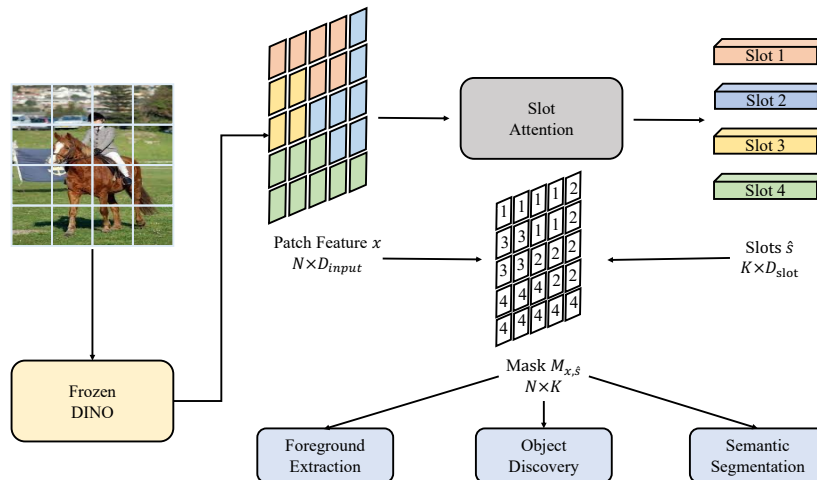 Slot 1
Slot 2
Slot 3
Slot 4
Slot
Attention
Patch Feature x
N×D_input
1 1 1 1 2
3 3 1 1 2
3 3 2 2 2
4 4 4 2 2
4 4 4 4 4
Slots ŝ
K×D_slot
Frozen
DINO
Mask M_x,ŝ
N×K
Foreground
Extraction
Object
Discovery
Semantic
Segmentation